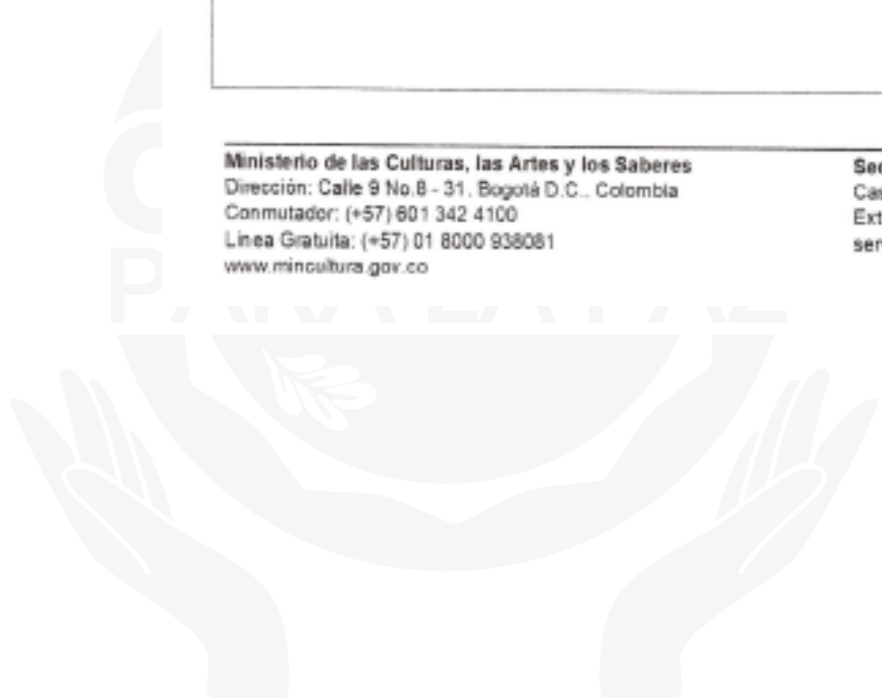 Ministerio de las Culturas, las Artes y los Saberes
Dirección: Calle 9 No.8 - 31. Bogotá D.C., Colombia
Conmutador: (+57) 601 342 4100
Línea Gratuita: (+57) 01 8000 938081
www.mincultura.gov.co